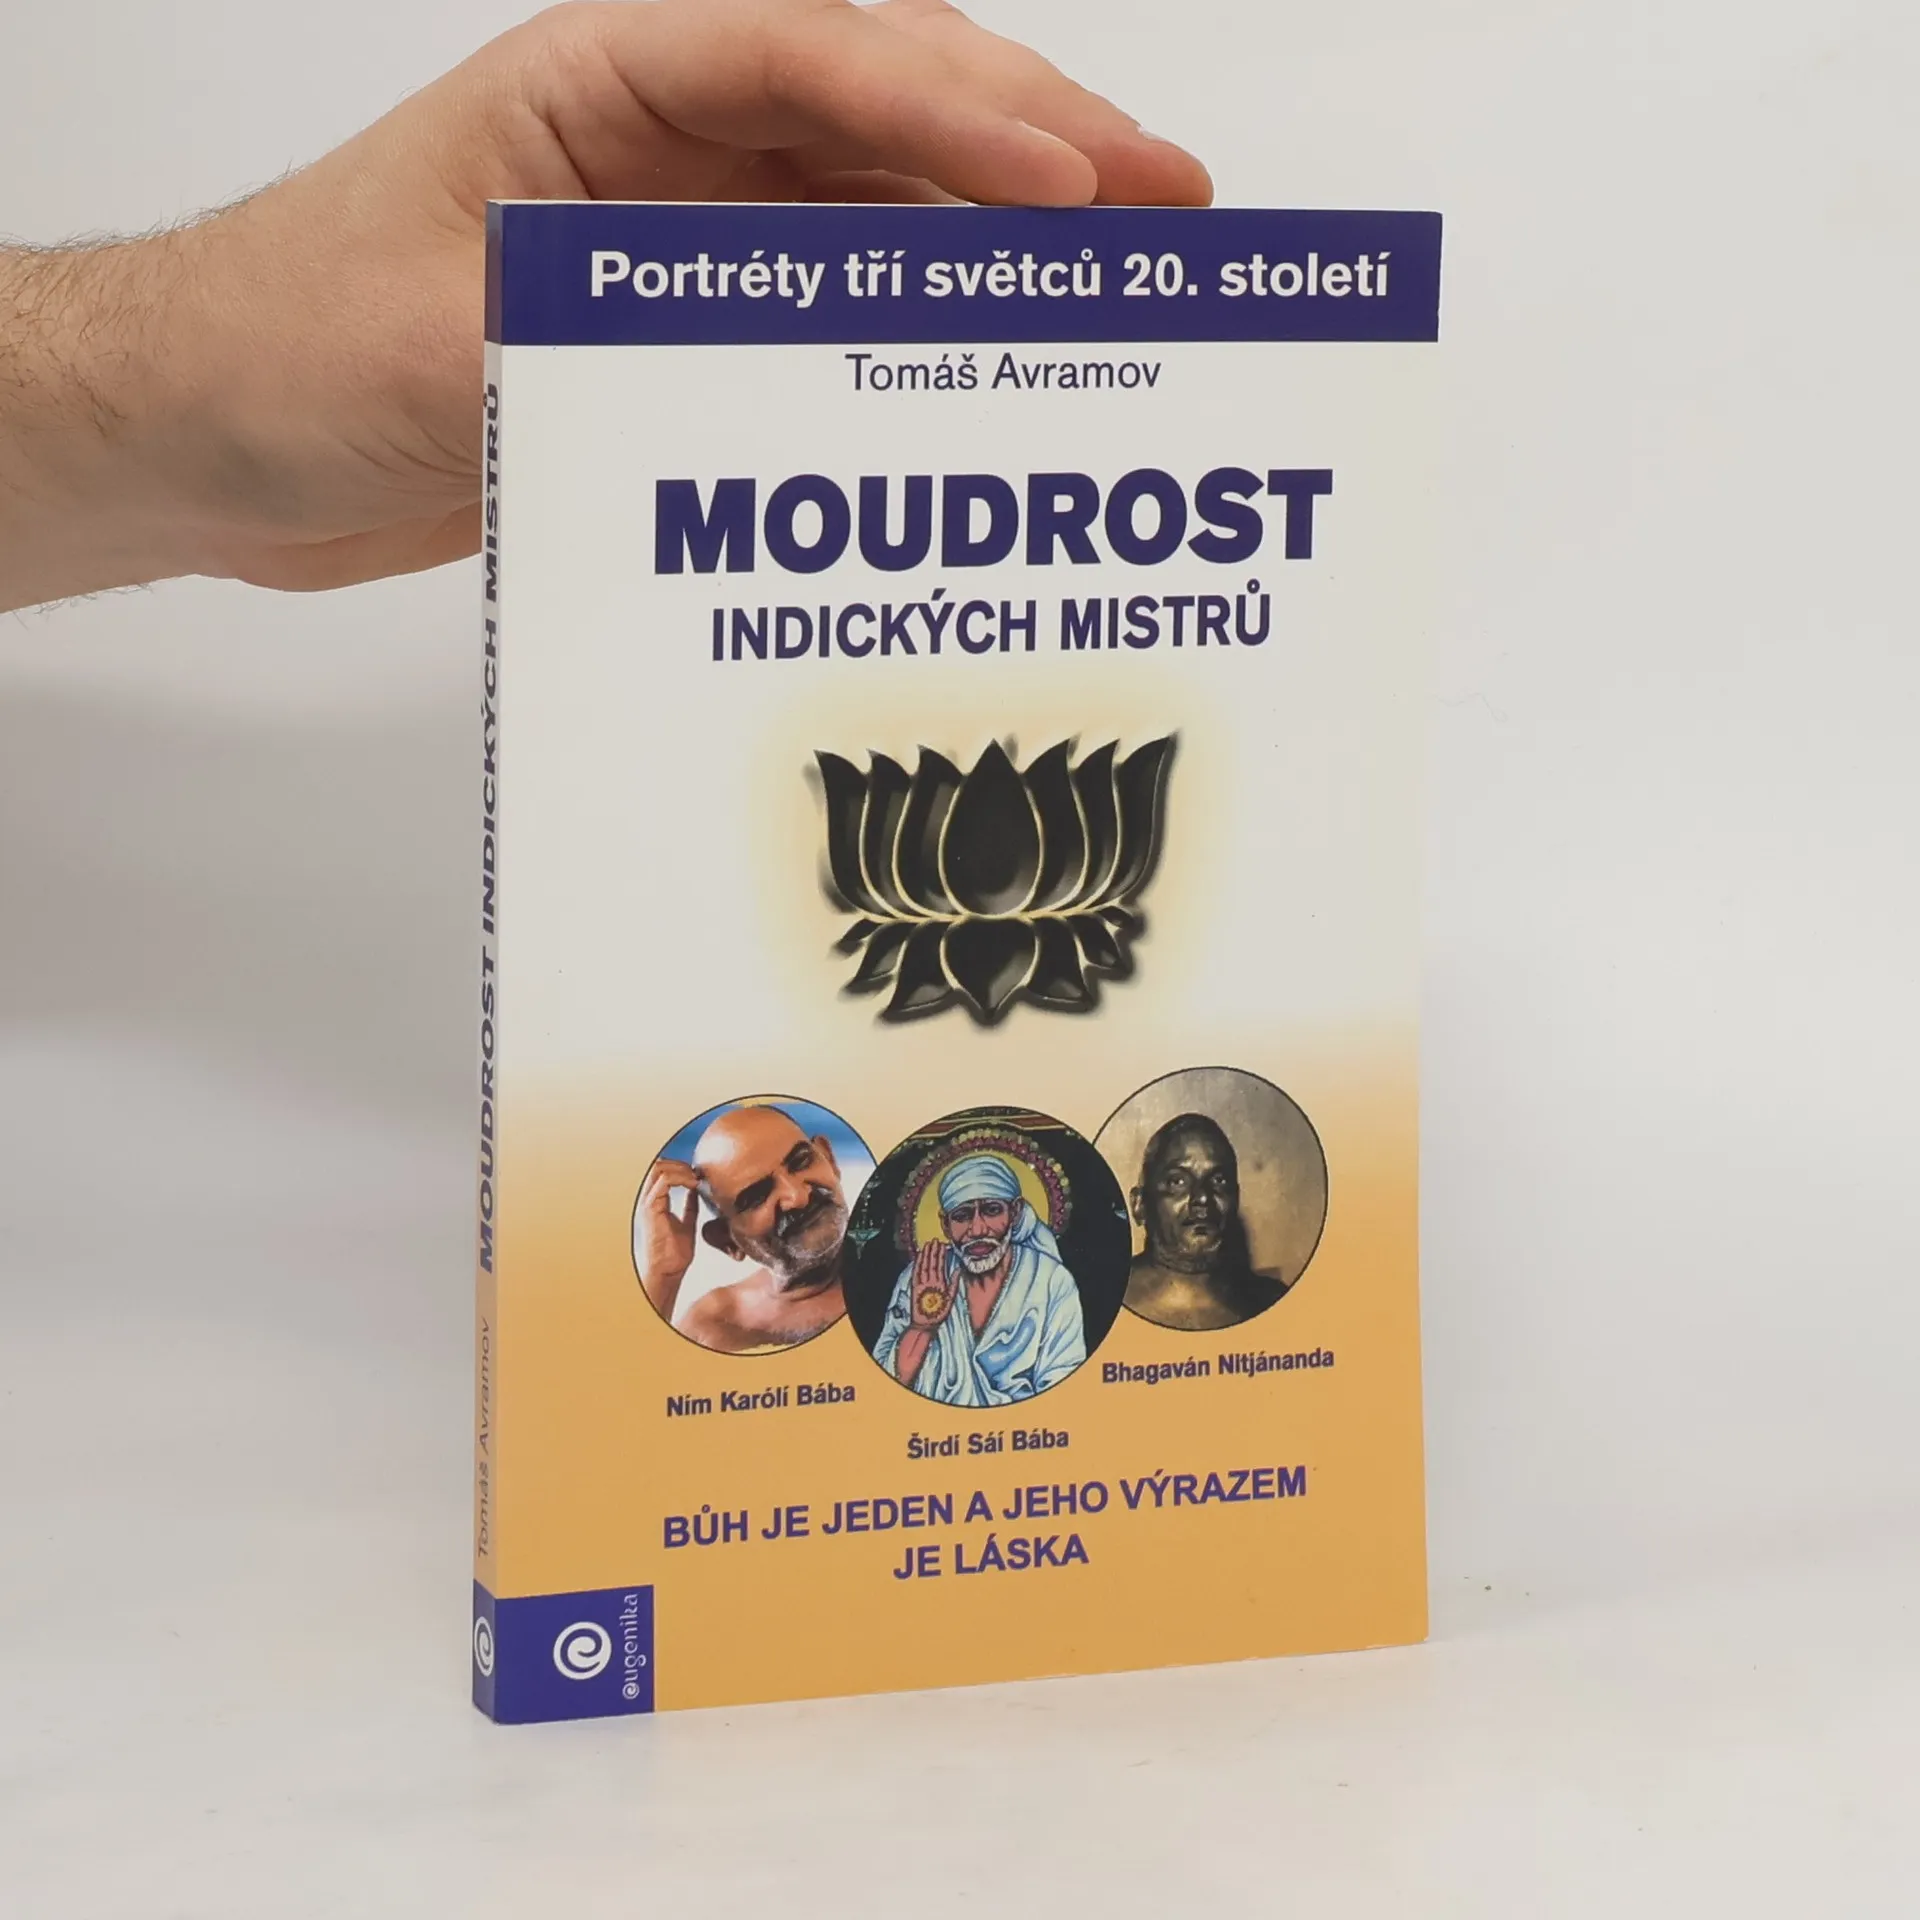 Portréty tří světců 20. století
Tomáš Avramov
MOUDROST
INDICKÝCH MISTRŮ
Ním Karólí Bába
Širdí Sáí Bába
Bhagaván Nitjánanda
BŮH JE JEDEN A JEHO VÝRAZEM
JE LÁSKA
eugenika
Tomáš Avramov MOUDROST INDICKÝCH MISTRŮ